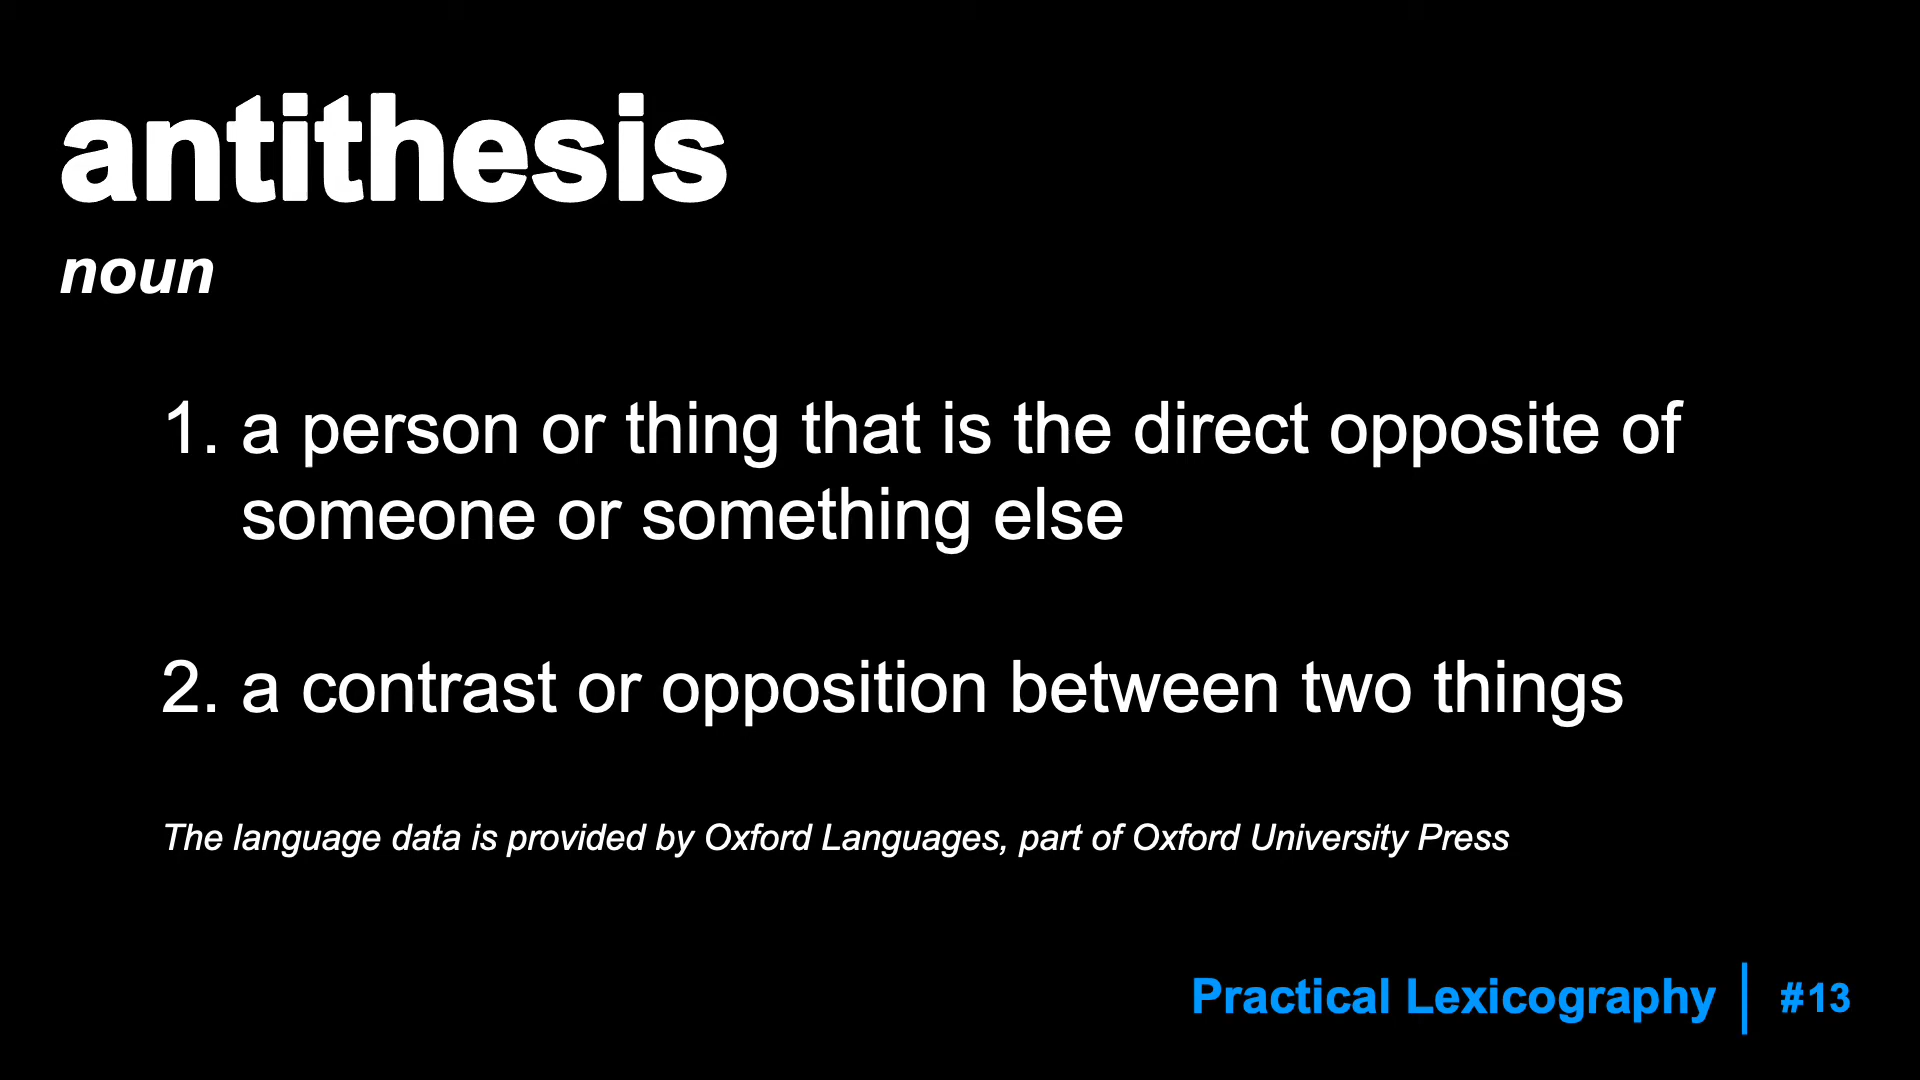 antithesis
noun
1. a person or thing that is the direct opposite of
someone or something else
2. a contrast or opposition between two things
The language data is provided by Oxford Languages, part of Oxford University Press
Practical Lexicography | #13